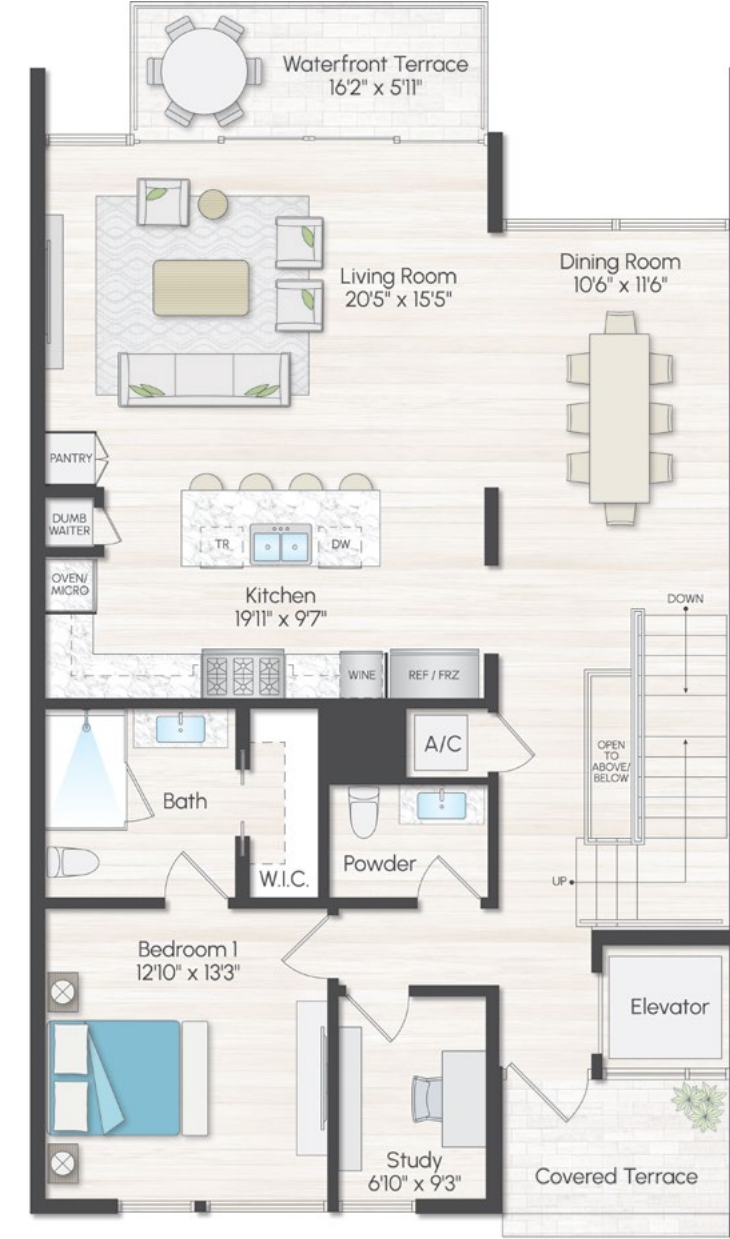 Waterfront Terrace
16'2" x 5'11"
Living Room
20'5" x 15'5"
Dining Room
10'6" x 11'6"
PANTRY
DUMB
WAITER
OVEN/
MICRO
TR
DW
Kitchen
19'11" x 9'7"
WINE
REF / FRZ
DOWN
OPEN
TO
ABOVE/
BELOW
UP
A/C
Bath
W.I.C.
Powder
Bedroom 1
12'10" x 13'3"
Elevator
Study
6'10" x 9'3"
Covered Terrace